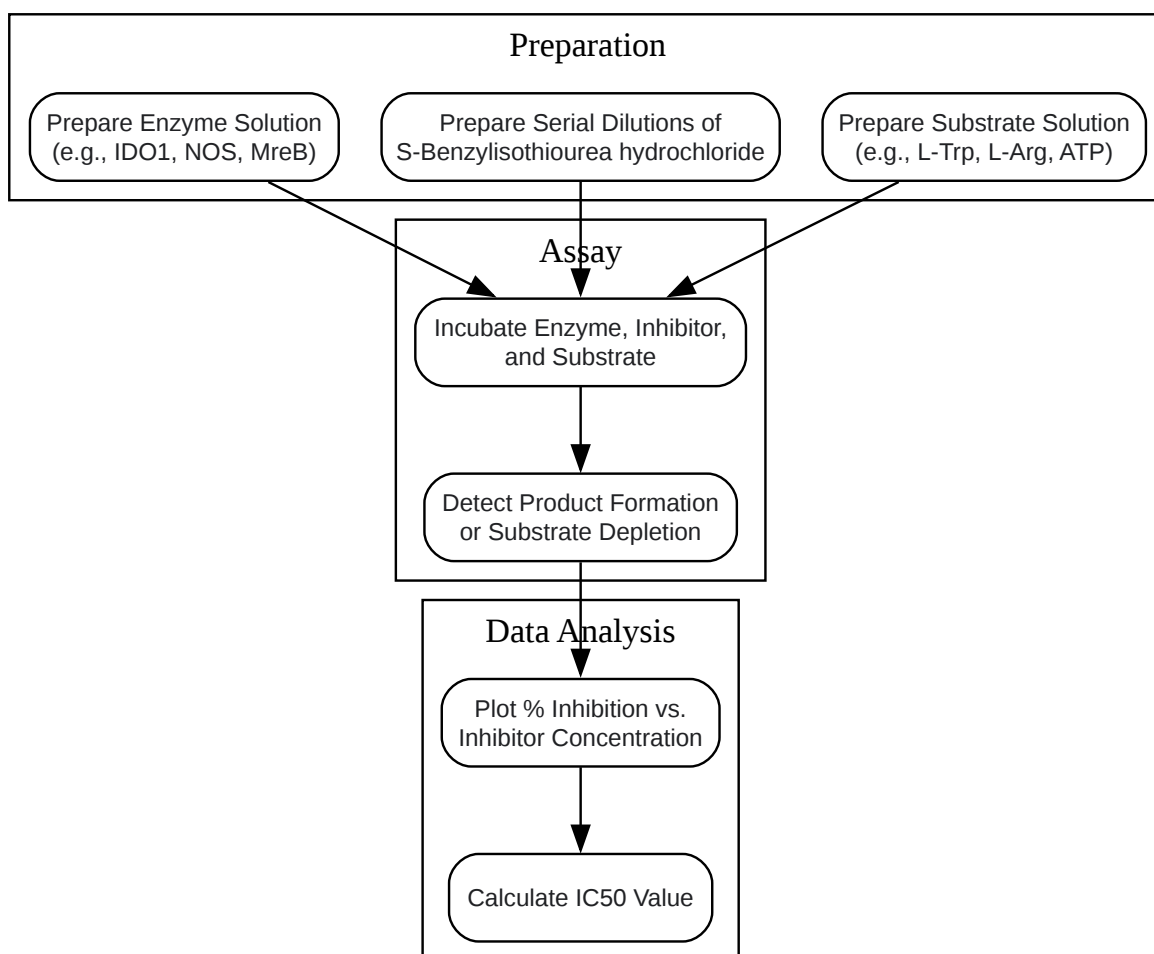 Preparation
Prepare Enzyme Solution
(e.g., IDO1, NOS, MreB)
Prepare Serial Dilutions of
S-Benzylisothiourea hydrochloride
Prepare Substrate Solution
(e.g., L-Trp, L-Arg, ATP)
Assay
Incubate Enzyme, Inhibitor,
and Substrate
Detect Product Formation
or Substrate Depletion
Data Analysis
Plot % Inhibition vs.
Inhibitor Concentration
Calculate IC50 Value